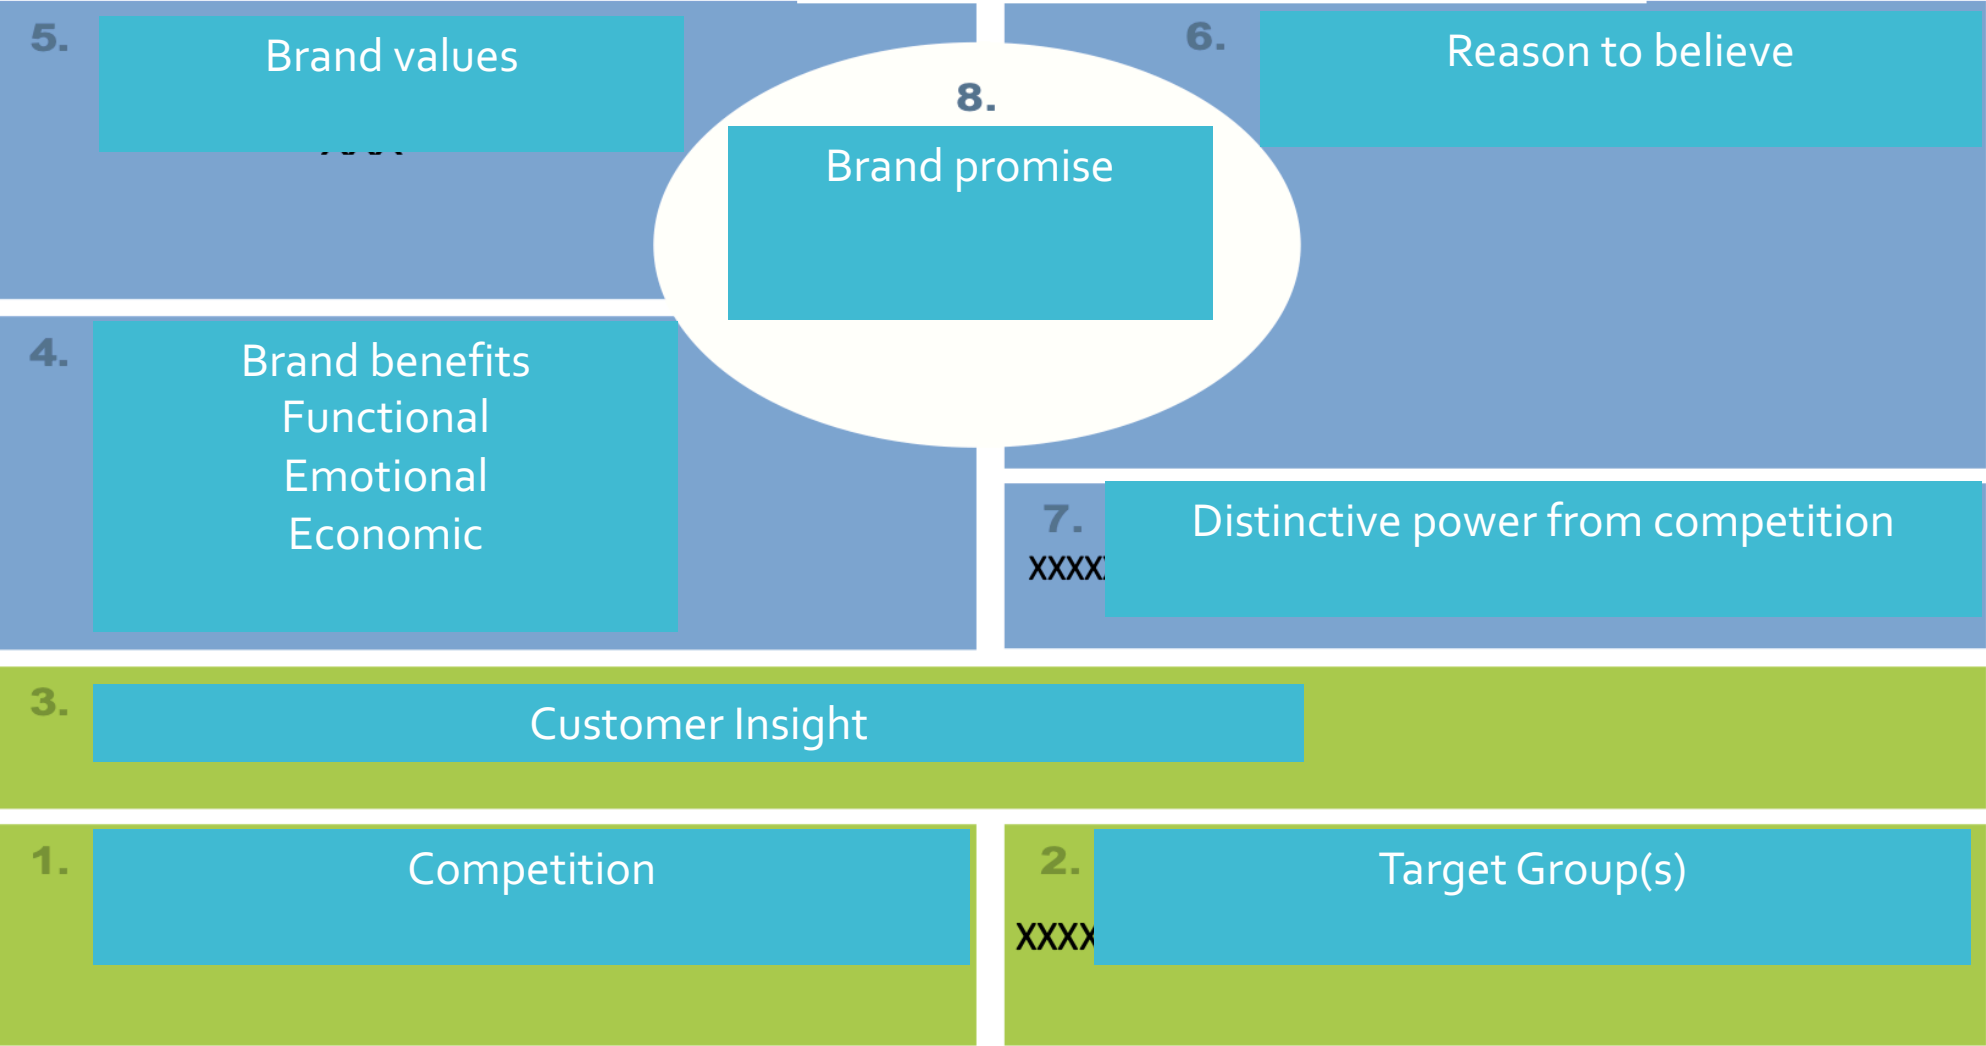 5.
Brand values
6.
Reason to believe
8.
Brand promise
4.
Brand benefits
Functional
Emotional
Economic
7.
Distinctive power from competition
XXXX
3.
Customer Insight
1.
Competition
2.
Target Group(s)
XXXX